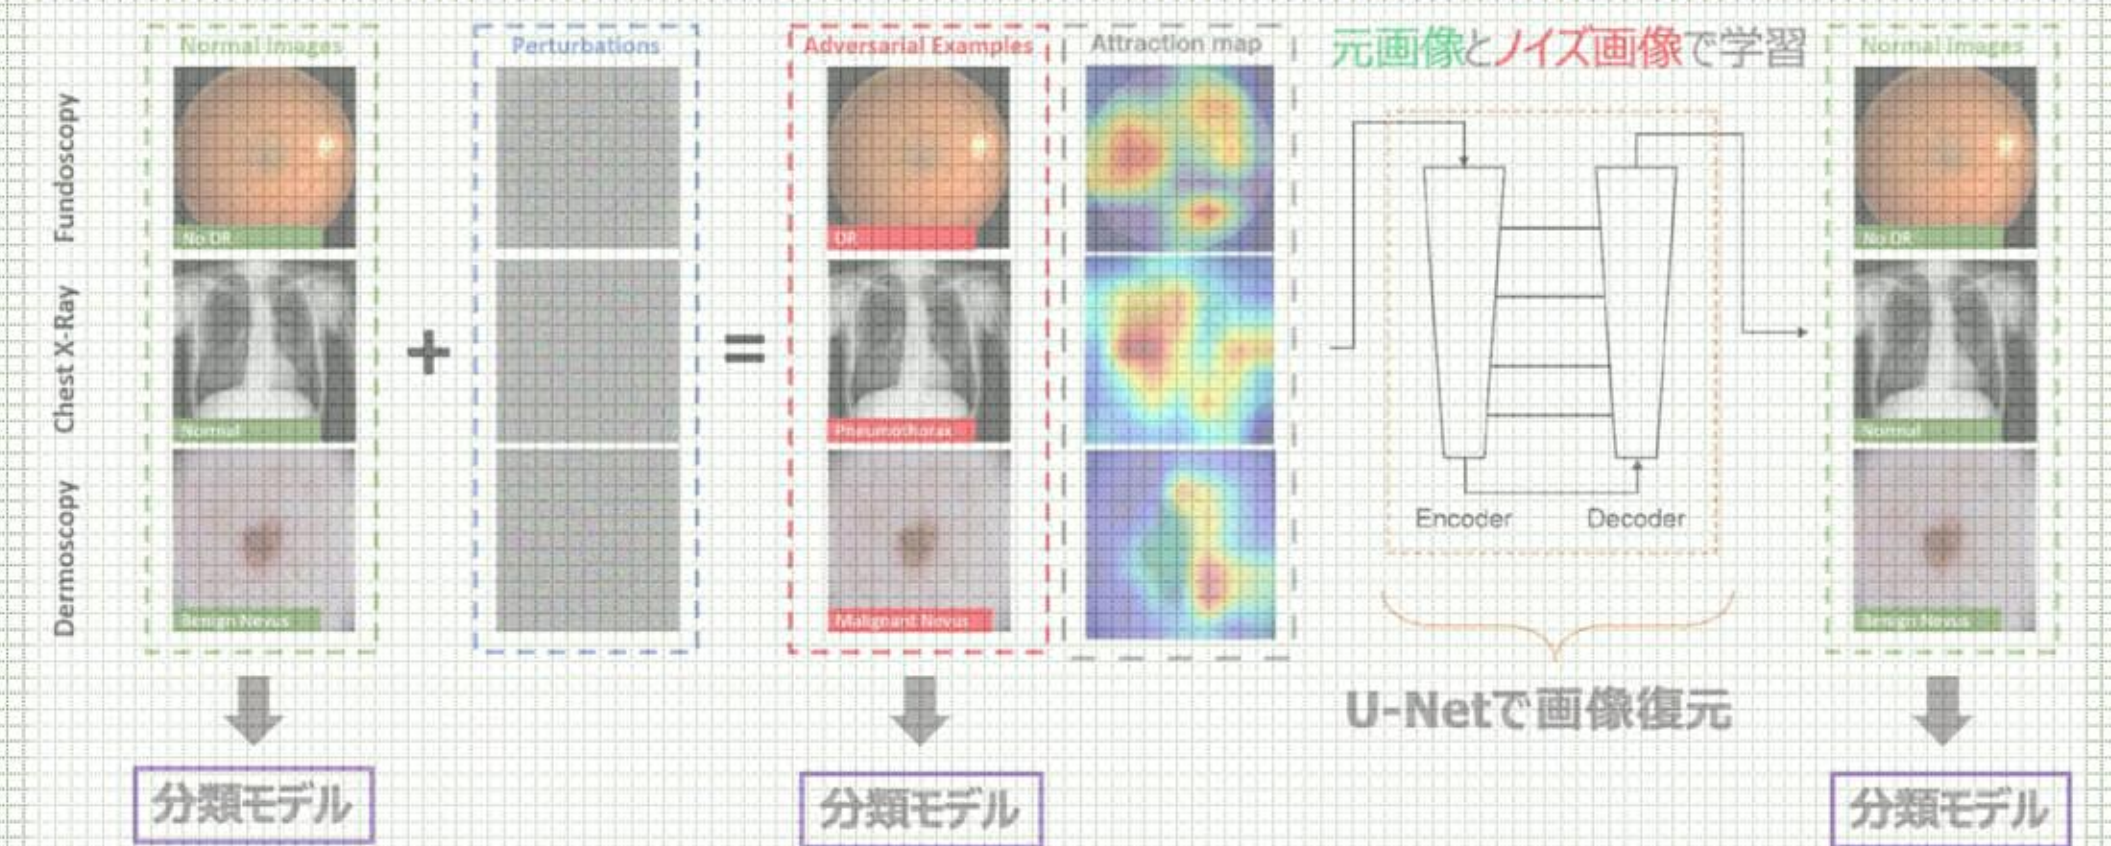 Normal Images
Perturbations
Adversarial Examples
Attraction map
元画像とノイズ画像で学習
Normal Images
Fundoscopy
No DR
DR
No DR
Chest X-Ray
+
=
Normal
Pneumothorax
Normal
Dermoscopy
Benign Nevus
Malignant Nevus
Benign Nevus
Encoder
Decoder
U-Netで画像復元
分類モデル
分類モデル
分類モデル